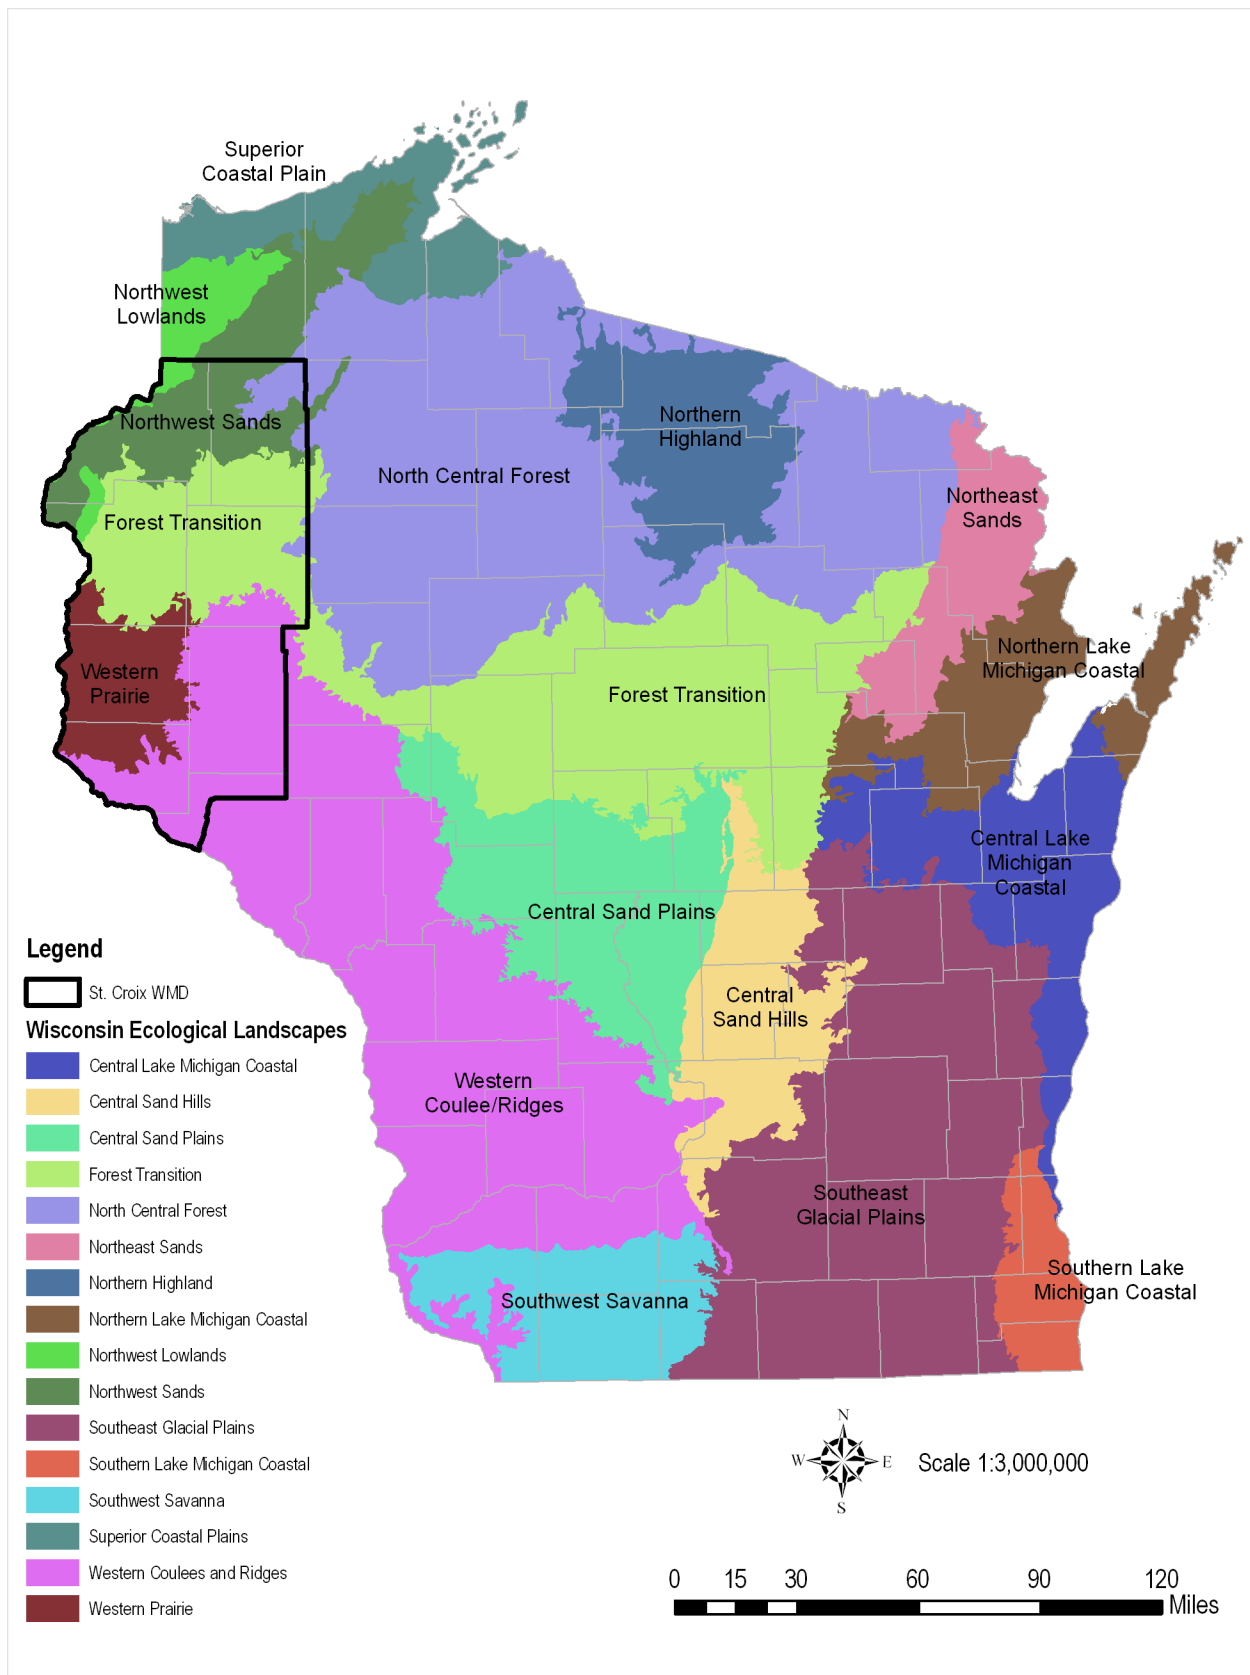 Superior
Coastal Plain
Northwest
Lowlands
Northwest Sands
Northern
Highland
North Central Forest
Northeast
Sands
Forest Transition
Northern Lake
Michigan Coastal
Western
Prairie
Forest Transition
Central Lake
Michigan
Coastal
Central Sand Plains
Central
Sand Hills
Western
Coulee/Ridges
Southeast
Glacial Plains
Southern Lake
Michigan Coastal
Southwest Savanna
Legend
St. Croix WMD
Wisconsin Ecological Landscapes
Central Lake Michigan Coastal
Central Sand Hills
Central Sand Plains
Forest Transition
North Central Forest
Northeast Sands
Northern Highland
Northern Lake Michigan Coastal
Northwest Lowlands
Northwest Sands
Southeast Glacial Plains
Southern Lake Michigan Coastal
Southwest Savanna
Superior Coastal Plains
Western Coulees and Ridges
Western Prairie
N
W E
S
Scale 1:3,000,000
0 15 30 60 90 120
Miles